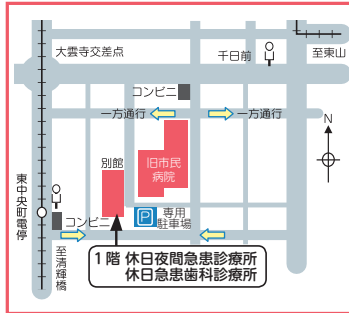 大雲寺交差点
千日前
至東山
コンビニ
一方通行
一方通行
N
別館
旧市民
病院
東中央町電停
コンビニ
P
専用
駐車場
至清輝橋
1階 休日夜間急患診療所
休日急患歯科診療所